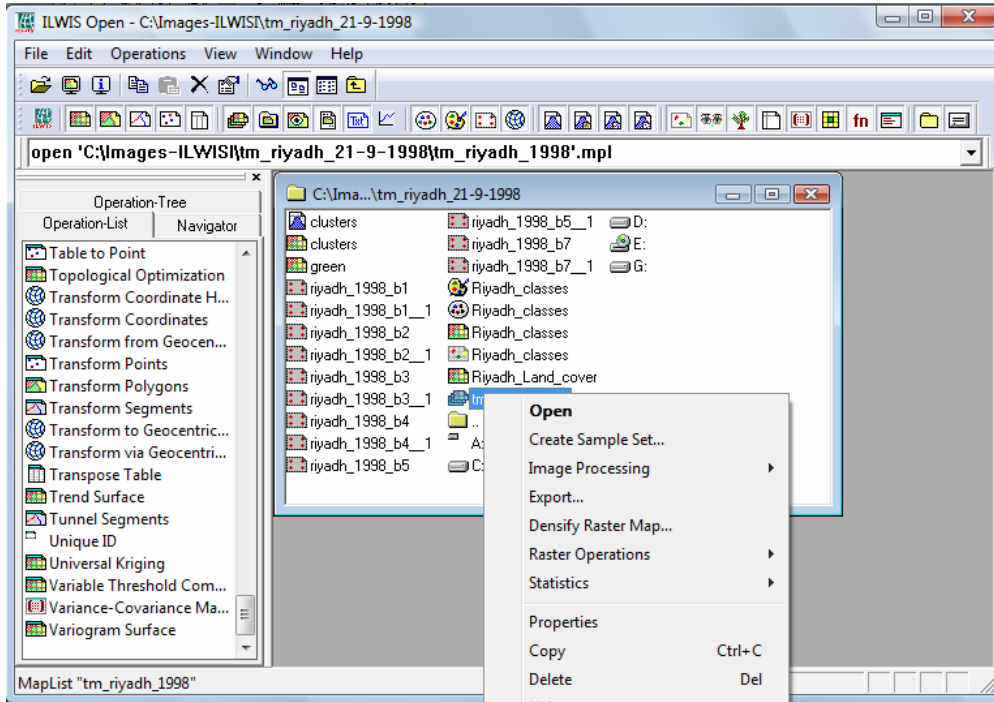 ILWIS Open - C:\Images-ILWISI\tm_riyadh_21-9-1998
File Edit Operations View Window Help
open 'C:\Images-ILWISI\tm_riyadh_21-9-1998\tm_riyadh_1998'.mpl
Operation-Tree
Operation-List Navigator
Table to Point
Topological Optimization
Transform Coordinate H...
Transform Coordinates
Transform from Geocen...
Transform Points
Transform Polygons
Transform Segments
Transform to Geocentric...
Transform via Geocentri...
Transpose Table
Trend Surface
Tunnel Segments
Unique ID
Universal Kriging
Variable Threshold Com...
Variance-Covariance Ma...
Variogram Surface
C:\Ima...\tm_riyadh_21-9-1998
clusters
clusters
green
riyadh_1998_b1
riyadh_1998_b1__1
riyadh_1998_b2
riyadh_1998_b2__1
riyadh_1998_b3
riyadh_1998_b3__1
riyadh_1998_b4
riyadh_1998_b4__1
riyadh_1998_b5
riyadh_1998_b5__1
riyadh_1998_b7
riyadh_1998_b7__1
Riyadh_classes
Riyadh_classes
Riyadh_classes
Riyadh_classes
Riyadh_Land_cover
..
A:
C:
D:
E:
G:
Open
Create Sample Set...
Image Processing
Export...
Densify Raster Map...
Raster Operations
Statistics
Properties
Copy Ctrl+C
Delete Del
MapList "tm_riyadh_1998"